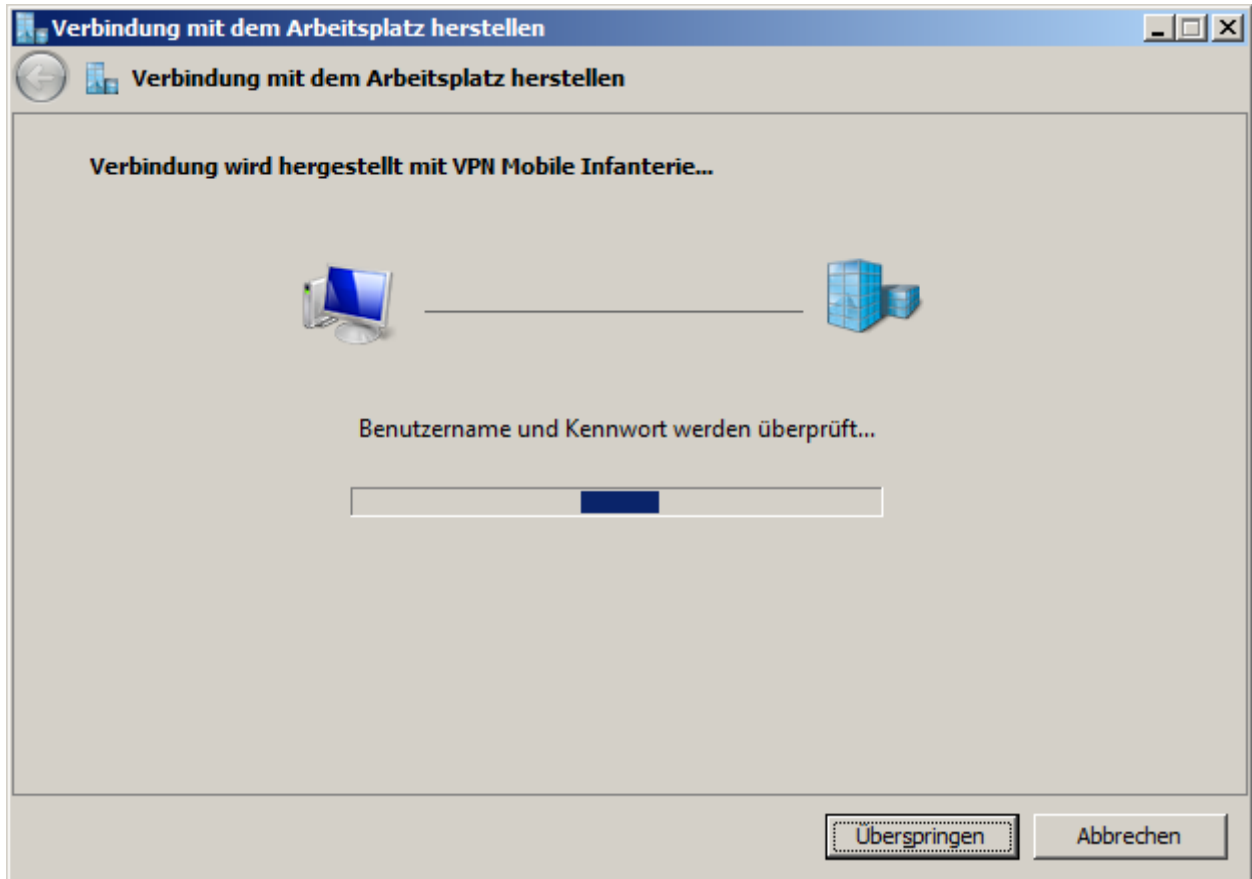 Verbindung mit dem Arbeitsplatz herstellen
Verbindung mit dem Arbeitsplatz herstellen
Verbindung wird hergestellt mit VPN Mobile Infanterie...
Benutzername und Kennwort werden überprüft...
Überspringen
Abbrechen